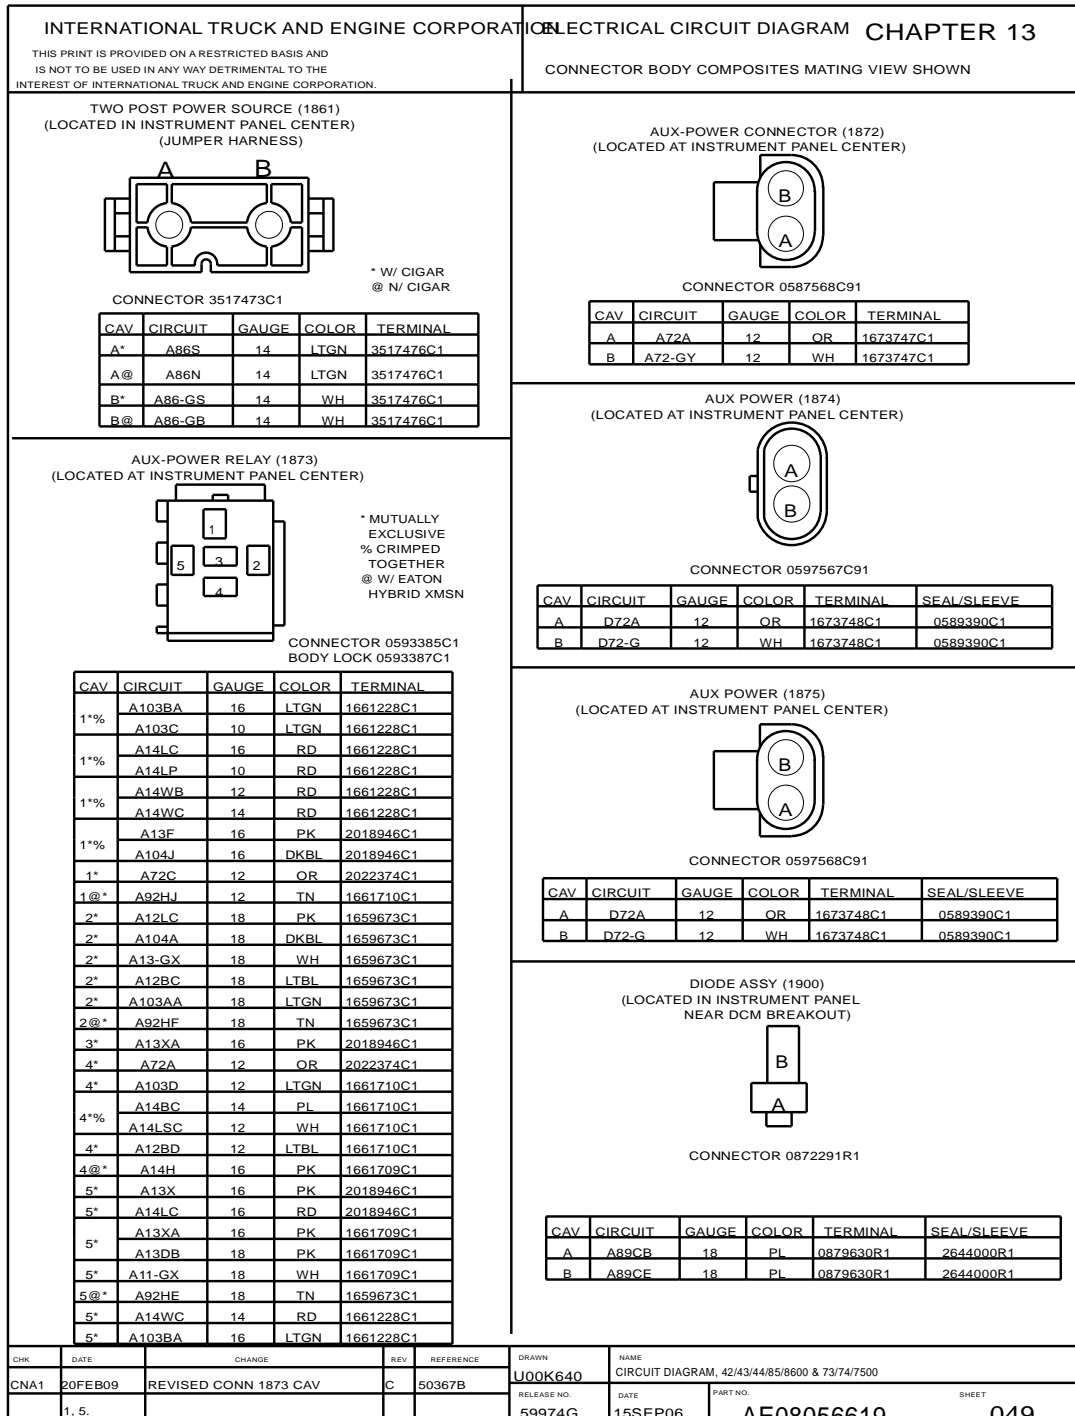 INTERNATIONAL TRUCK AND ENGINE CORPORATION
THIS PRINT IS PROVIDED ON A RESTRICTED BASIS AND
IS NOT TO BE USED IN ANY WAY DETRIMENTAL TO THE
INTEREST OF INTERNATIONAL TRUCK AND ENGINE CORPORATION.
ELECTRICAL CIRCUIT DIAGRAM CHAPTER 13
CONNECTOR BODY COMPOSITES MATING VIEW SHOWN
TWO POST POWER SOURCE (1861)
(LOCATED IN INSTRUMENT PANEL CENTER)
(JUMPER HARNESS)
A B
* W/ CIGAR
@ N/ CIGAR
CONNECTOR 3517473C1
CAV CIRCUIT GAUGE COLOR TERMINAL
A* A86S 14 LTGN 3517476C1
A@ A86N 14 LTGN 3517476C1
B* A86-GS 14 WH 3517476C1
B@ A86-GB 14 WH 3517476C1
AUX-POWER RELAY (1873)
(LOCATED AT INSTRUMENT PANEL CENTER)
1
5 3 2
4
* MUTUALLY
EXCLUSIVE
% CRIMPED
TOGETHER
@ W/ EATON
HYBRID XMSN
CONNECTOR 0593385C1
BODY LOCK 0593387C1
CAV CIRCUIT GAUGE COLOR TERMINAL
1*% A103BA 16 LTGN 1661228C1
A103C 10 LTGN 1661228C1
1*% A14LC 16 RD 1661228C1
A14LP 10 RD 1661228C1
1*% A14WB 12 RD 1661228C1
A14WC 14 RD 1661228C1
1*% A13F 16 PK 2018946C1
A104J 16 DKBL 2018946C1
1* A72C 12 OR 2022374C1
1@* A92HJ 12 TN 1661710C1
2* A12LC 18 PK 1659673C1
2* A104A 18 DKBL 1659673C1
2* A13-GX 18 WH 1659673C1
2* A12BC 18 LTBL 1659673C1
2* A103AA 18 LTGN 1659673C1
2@* A92HF 18 TN 1659673C1
3* A13XA 16 PK 2018946C1
4* A72A 12 OR 2022374C1
4* A103D 12 LTGN 1661710C1
4*% A14BC 14 PL 1661710C1
A14LSC 12 WH 1661710C1
4* A12BD 12 LTBL 1661710C1
4@* A14H 16 PK 1661709C1
5* A13X 16 PK 2018946C1
5* A14LC 16 RD 2018946C1
5* A13XA 16 PK 1661709C1
A13DB 18 PK 1661709C1
5* A11-GX 18 WH 1661709C1
5@* A92HE 18 TN 1659673C1
5* A14WC 14 RD 1661228C1
5* A103BA 16 LTGN 1661228C1
AUX-POWER CONNECTOR (1872)
(LOCATED AT INSTRUMENT PANEL CENTER)
B
A
CONNECTOR 0587568C91
CAV CIRCUIT GAUGE COLOR TERMINAL
A A72A 12 OR 1673747C1
B A72-GY 12 WH 1673747C1
AUX POWER (1874)
(LOCATED AT INSTRUMENT PANEL CENTER)
A
B
CONNECTOR 0597567C91
CAV CIRCUIT GAUGE COLOR TERMINAL SEAL/SLEEVE
A D72A 12 OR 1673748C1 0589390C1
B D72-G 12 WH 1673748C1 0589390C1
AUX POWER (1875)
(LOCATED AT INSTRUMENT PANEL CENTER)
B
A
CONNECTOR 0597568C91
CAV CIRCUIT GAUGE COLOR TERMINAL SEAL/SLEEVE
A D72A 12 OR 1673748C1 0589390C1
B D72-G 12 WH 1673748C1 0589390C1
DIODE ASSY (1900)
(LOCATED IN INSTRUMENT PANEL
NEAR DCM BREAKOUT)
B
A
CONNECTOR 0872291R1
CAV CIRCUIT GAUGE COLOR TERMINAL SEAL/SLEEVE
A A89CB 18 PL 0879630R1 2644000R1
B A89CE 18 PL 0879630R1 2644000R1
CHK DATE CHANGE REV REFERENCE
CNA1 20FEB09 REVISED CONN 1873 CAV C 50367B
1, 5.
DRAWN
U00K640
NAME
CIRCUIT DIAGRAM, 42/43/44/85/8600 & 73/74/7500
RELEASE NO. DATE PART NO. SHEET
59974G 15SEP06 AE08056619 049